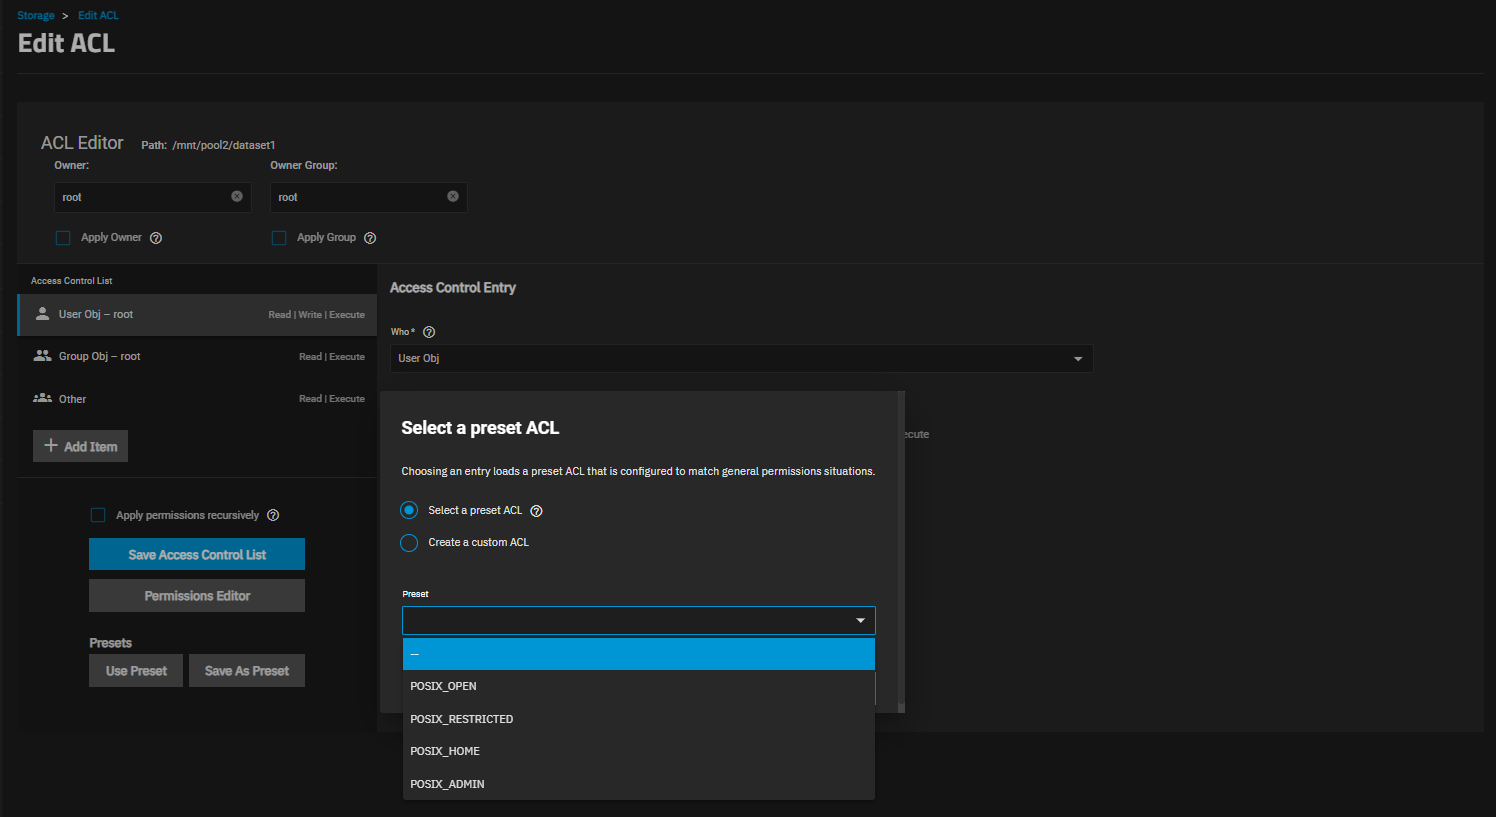 Storage > Edit ACL
Edit ACL
ACL Editor Path: /mnt/pool2/dataset1
Owner: Owner Group:
root root
Apply Owner Apply Group
Access Control List
User Obj – root Read | Write | Execute
Group Obj – root Read | Execute
Other Read | Execute
+ Add Item
Apply permissions recursively
Save Access Control List
Permissions Editor
Presets
Use Preset Save As Preset
Access Control Entry
Who *
User Obj
ecute
Select a preset ACL
Choosing an entry loads a preset ACL that is configured to match general permissions situations.
Select a preset ACL
Create a custom ACL
Preset
--
POSIX_OPEN
POSIX_RESTRICTED
POSIX_HOME
POSIX_ADMIN